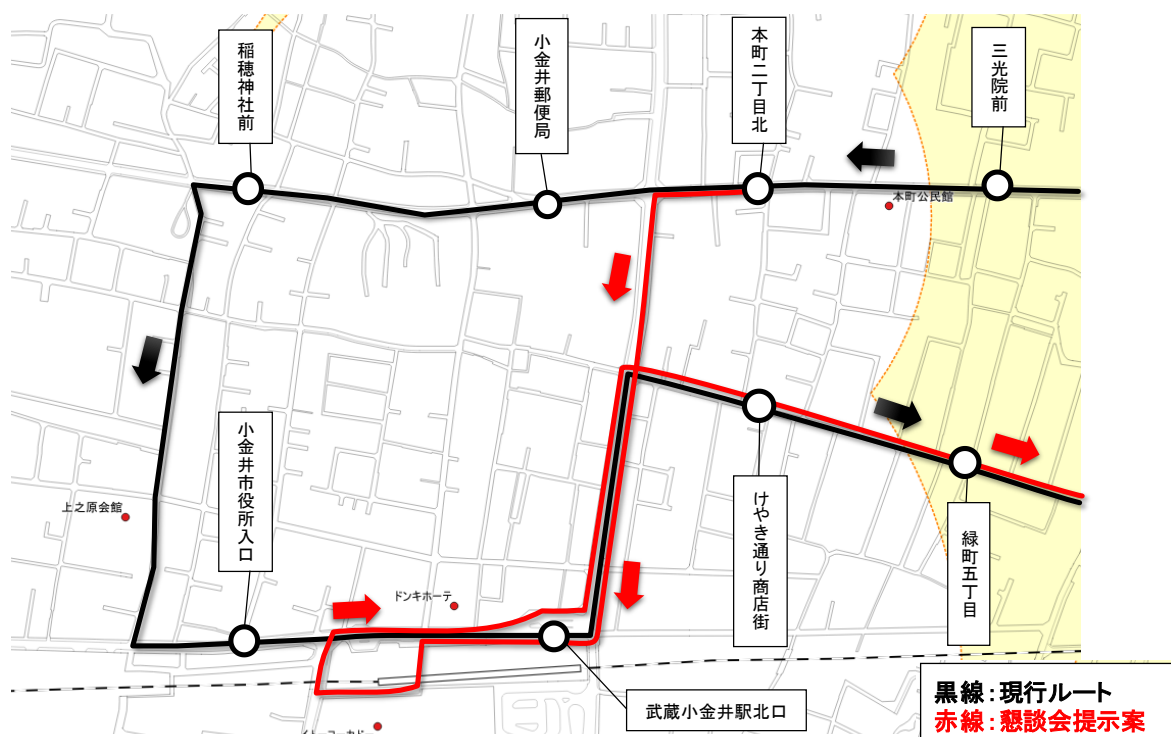 稲穂神社前
小金井郵便局
本町二丁目北
三光院前
本町公民館
上之原会館
小金井市役所入口
ドンキホーテ
けやき通り商店街
緑町五丁目
武蔵小金井駅北口
黒線：現行ルート
赤線：懇談会提示案